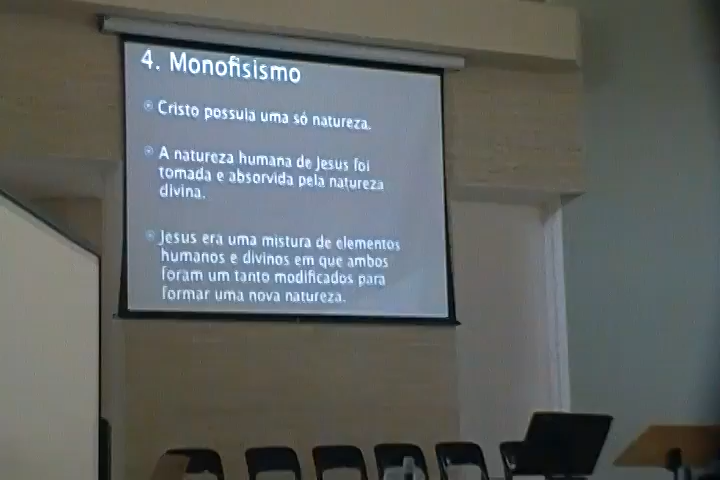 4. Monofisismo
Cristo possuia uma só natureza.
A natureza humana de Jesus foi
tomada e absorvida pela natureza
divina.
Jesus era uma mistura de elementos
humanos e divinos em que ambos
foram um tanto modificados para
formar uma nova natureza.